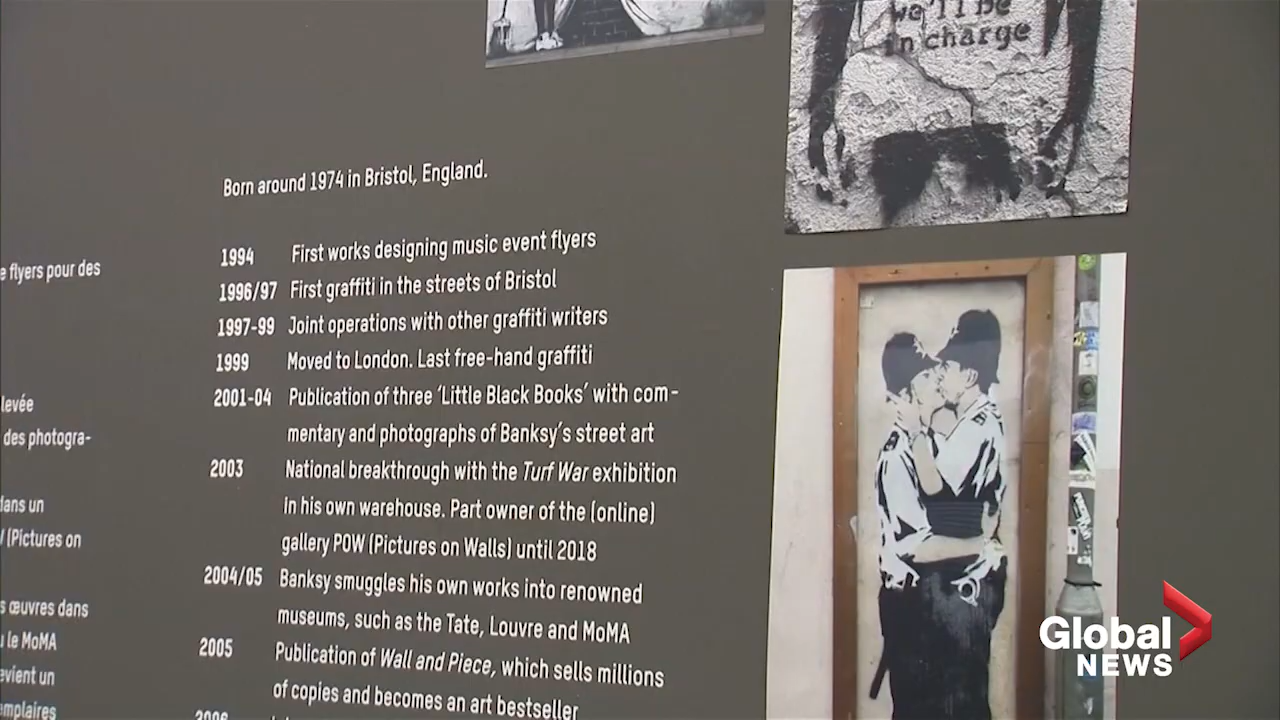 we'll be
in charge
Born around 1974 in Bristol, England.
1994 First works designing music event flyers
1996/97 First graffiti in the streets of Bristol
1997-99 Joint operations with other graffiti writers
1999 Moved to London. Last free-hand graffiti
2001-04 Publication of three ‘Little Black Books’ with com-
mentary and photographs of Banksy’s street art
2003 National breakthrough with the Turf War exhibition
in his own warehouse. Part owner of the (online)
gallery POW (Pictures on Walls) until 2018
2004/05 Banksy smuggles his own works into renowned
museums, such as the Tate, Louvre and MoMA
2005 Publication of Wall and Piece, which sells millions
of copies and becomes an art bestseller
2006
e flyers pour des
levée
des photogra-
dans un
(Pictures on
s œuvres dans
le MoMA
evient un
emplaires
Global
NEWS